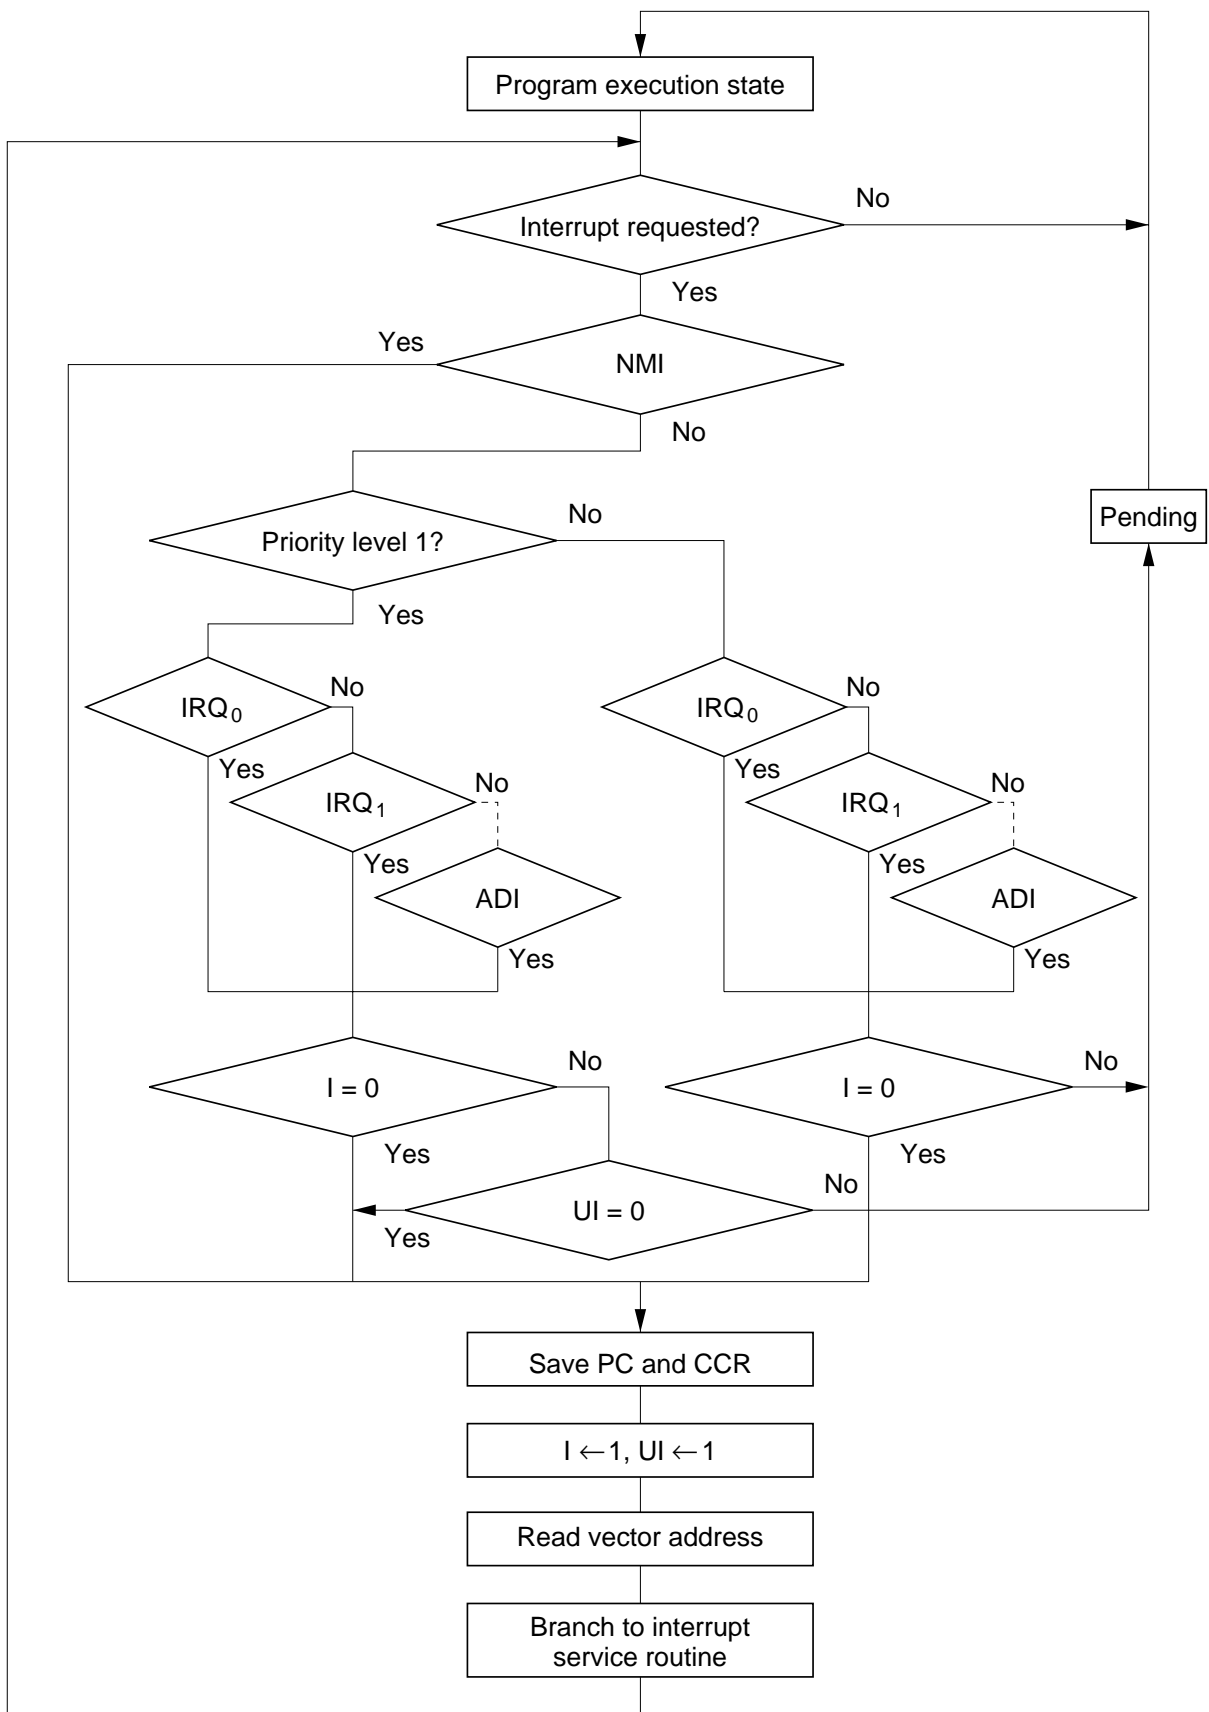 Program execution state
No
Interrupt requested?
Yes
Yes
NMI
No
No
Pending
Priority level 1?
Yes
No
No
IRQ0
IRQ0
Yes
Yes
No
No
IRQ1
IRQ1
Yes
Yes
ADI
ADI
Yes
Yes
No
No
I = 0
I = 0
Yes
Yes
No
UI = 0
Yes
Save PC and CCR
I ←1, UI ←1
Read vector address
Branch to interrupt
service routine